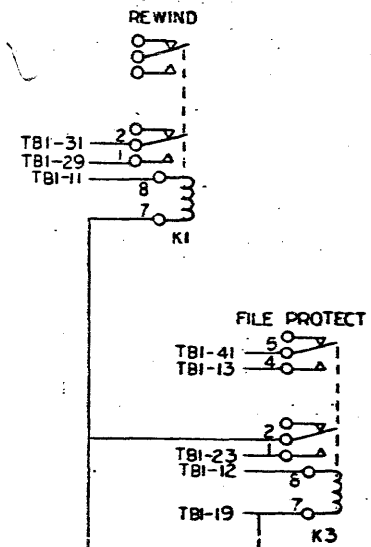 REWIND
2
TB1-31
1
TB1-29
TB1-11
8
7
K1
FILE PROTECT
5
TB1-41
4
TB1-13
2
1
TB1-23
TB1-12
6
TB1-19
7
K3